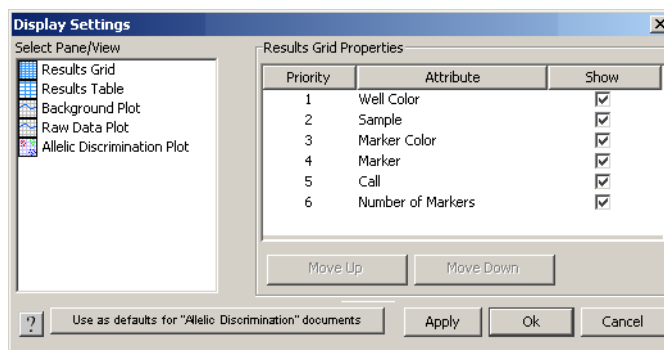 Display Settings
Select Pane/View
Results Grid
Results Table
Background Plot
Raw Data Plot
Allelic Discrimination Plot
Results Grid Properties
Priority Attribute Show
1 Well Color
2 Sample
3 Marker Color
4 Marker
5 Call
6 Number of Markers
Move Up Move Down
? Use as defaults for "Allelic Discrimination" documents Apply Ok Cancel